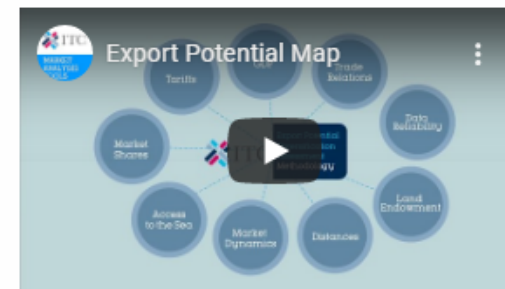 ITC
MARKET
ANALYSIS
TOOLS
Export Potential Map
Tariffs
Trade
Relations
Data
Reliability
Market
Shares
Land
Endowment
Access
to the Sea
Market
Dynamics
Distances